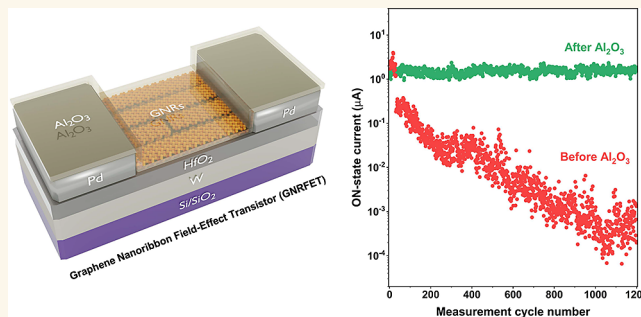 Al₂O₃
Al₂O₃
GNRs
Pd
Pd
HfO₂
W
Si/SiO₂
Graphene Nanoribbon Field-Effect Transistor (GNRFET)
ON-state current (μA)
10¹
10⁰
10⁻¹
10⁻²
10⁻³
10⁻⁴
After Al₂O₃
Before Al₂O₃
0 200 400 600 800 1000 120
Measurement cycle number